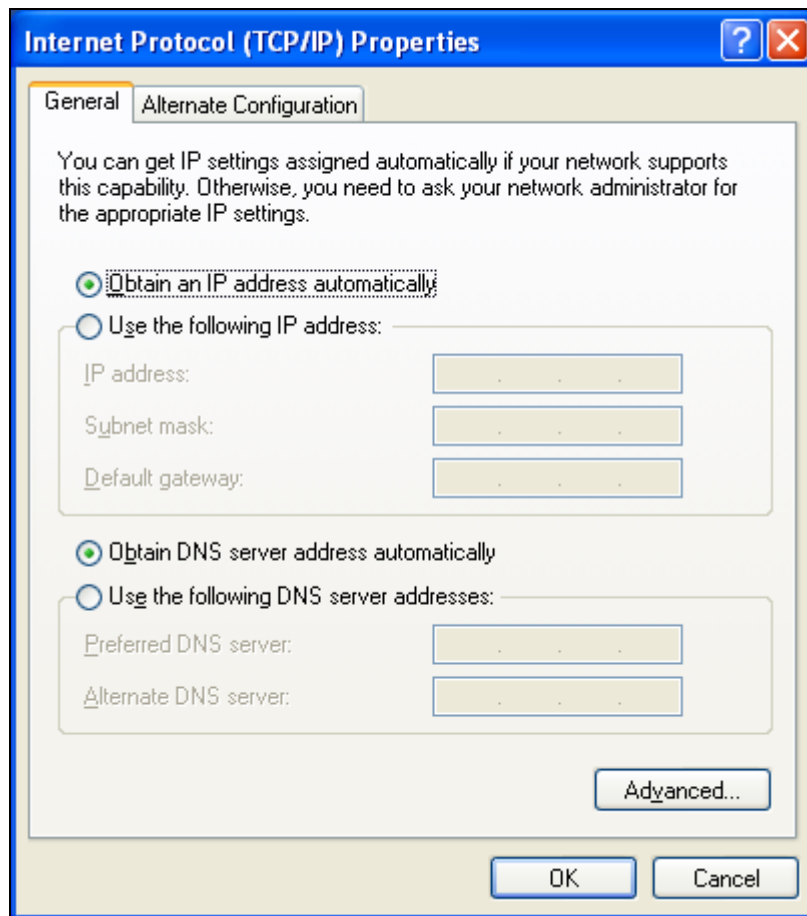 Internet Protocol (TCP/IP) Properties
General
Alternate Configuration
You can get IP settings assigned automatically if your network supports
this capability. Otherwise, you need to ask your network administrator for
the appropriate IP settings.
Obtain an IP address automatically
Use the following IP address:
IP address:
Subnet mask:
Default gateway:
Obtain DNS server address automatically
Use the following DNS server addresses:
Preferred DNS server:
Alternate DNS server:
Advanced...
OK
Cancel